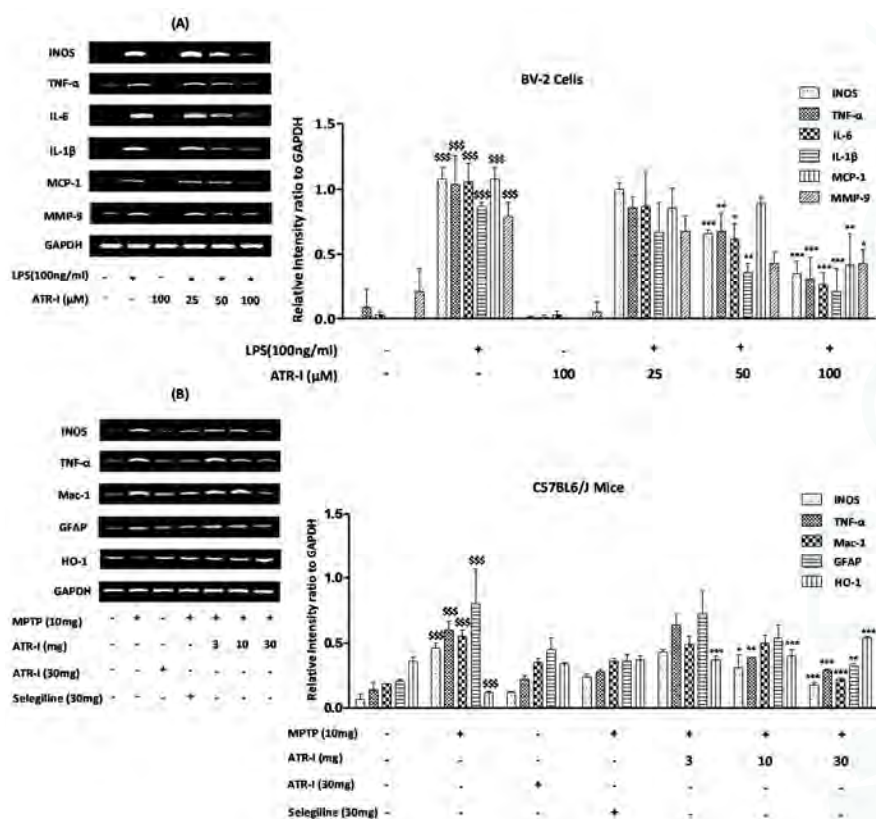 (A)
iNOS
TNF-α
IL-6
IL-1β
MCP-1
MMP-9
GAPDH
LPS(100ng/ml) - + - + + +
ATR-I (μM) - - 100 25 50 100
BV-2 Cells
iNOS
TNF-α
IL-6
IL-1β
MCP-1
MMP-9
Relative Intensity ratio to GAPDH
1.5
1.0
0.5
0.0
$$$ $$$ $$$ $$$ $$$ $$$
*** ** * **
*** *** *** *** ** *
LPS(100ng/ml) - + - + + +
ATR-I (μM) - - 100 25 50 100
(B)
iNOS
TNF-α
Mac-1
GFAP
HO-1
GAPDH
MPTP (10mg) - + - + + + +
ATR-I (mg) - - - - 3 10 30
ATR-I (30mg) - - + - - - -
Selegiline (30mg) - - - + - - -
C57BL6/J Mice
iNOS
TNF-α
Mac-1
GFAP
HO-1
Relative Intensity ratio to GAPDH
1.5
1.0
0.5
0.0
$$$ $$$ $$$ $$$ $$$
***
* ** ***
*** *** *** ** ***
MPTP (10mg) - + - + + + +
ATR-I (mg) - - - - 3 10 30
ATR-I (30mg) - - + - - - -
Selegiline (30mg) - - - + - - -